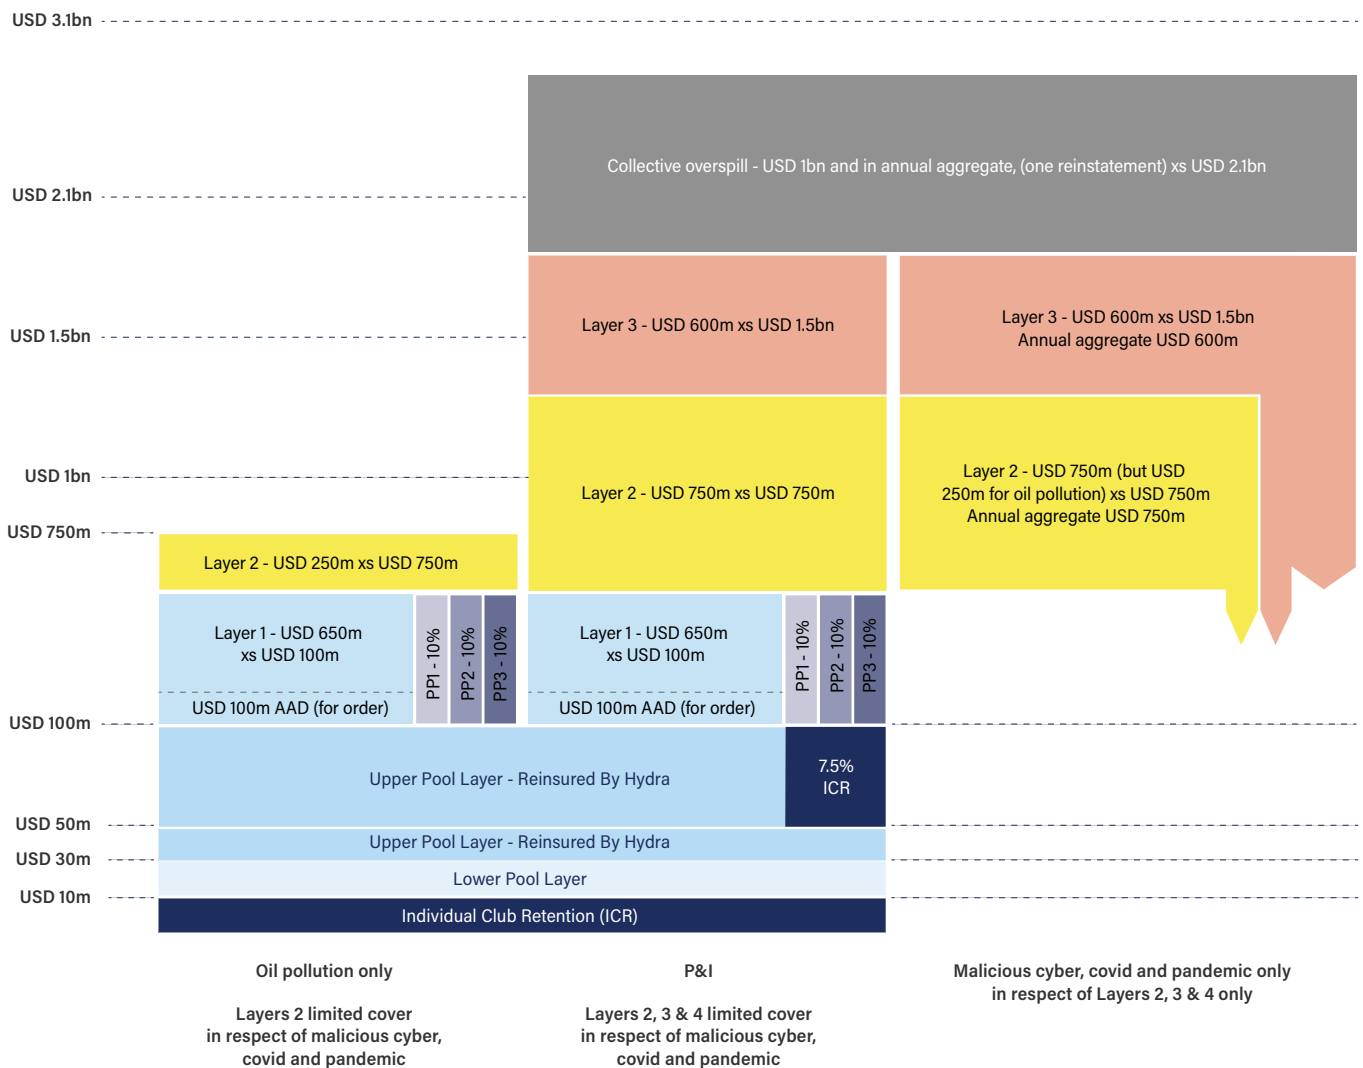 USD 3.1bn
Collective overspill - USD 1bn and in annual aggregate, (one reinstatement) xs USD 2.1bn
USD 2.1bn
Layer 3 - USD 600m xs USD 1.5bn
Layer 3 - USD 600m xs USD 1.5bn
Annual aggregate USD 600m
USD 1.5bn
USD 1bn
Layer 2 - USD 750m xs USD 750m
Layer 2 - USD 750m (but USD
250m for oil pollution) xs USD 750m
Annual aggregate USD 750m
USD 750m
Layer 2 - USD 250m xs USD 750m
Layer 1 - USD 650m
xs USD 100m
USD 100m AAD (for order)
PP1 - 10%
PP2 - 10%
PP3 - 10%
Layer 1 - USD 650m
xs USD 100m
USD 100m AAD (for order)
PP1 - 10%
PP2 - 10%
PP3 - 10%
USD 100m
Upper Pool Layer - Reinsured By Hydra
7.5%
ICR
USD 50m
Upper Pool Layer - Reinsured By Hydra
USD 30m
Lower Pool Layer
USD 10m
Individual Club Retention (ICR)
Oil pollution only
Layers 2 limited cover
in respect of malicious cyber,
covid and pandemic
P&I
Layers 2, 3 & 4 limited cover
in respect of malicious cyber,
covid and pandemic
Malicious cyber, covid and pandemic only
in respect of Layers 2, 3 & 4 only